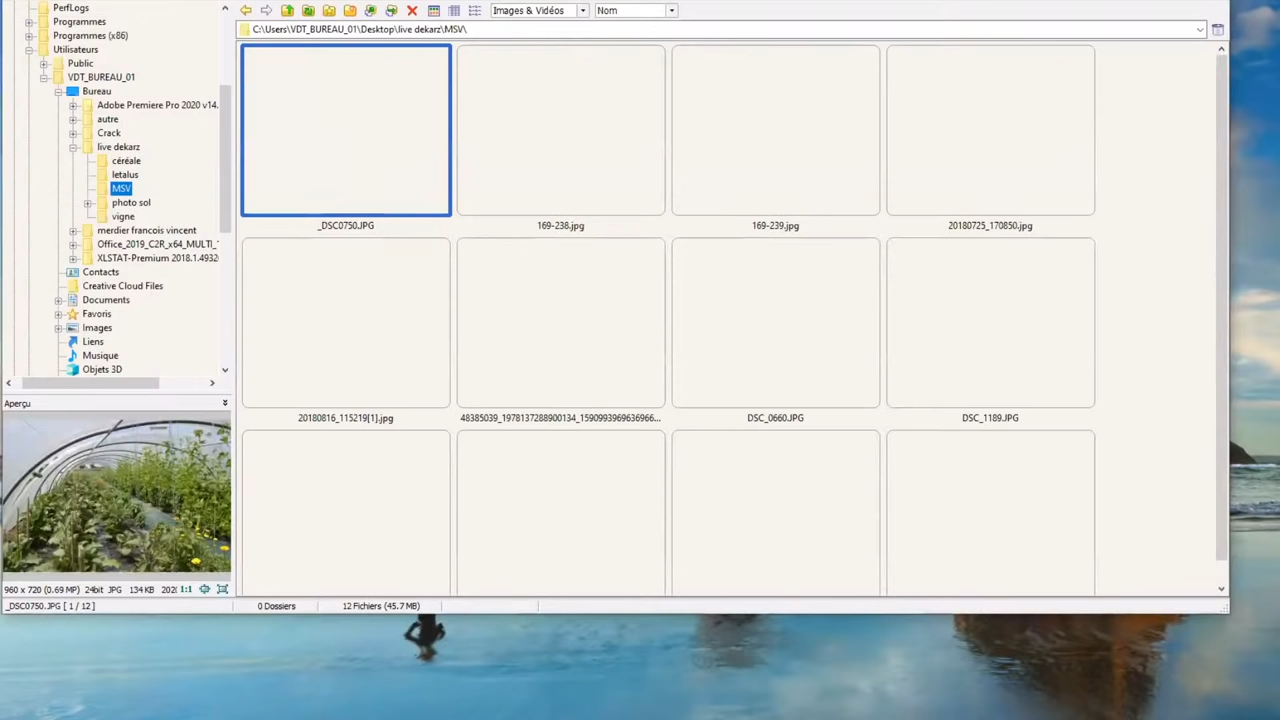 PerfLogs
Programmes
Programmes (x86)
Utilisateurs
Public
VDT_BUREAU_01
Bureau
Adobe Premiere Pro 2020 v14.
autre
Crack
live dekarz
céréale
letalus
MSV
photo sol
vigne
merdier francois vincent
Office_2019_C2R_x64_MULTI_
XLSTAT-Premium 2018.1.4932
Contacts
Creative Cloud Files
Documents
Favoris
Images
Liens
Musique
Objets 3D
Aperçu
960 x 720 (0.69 MP) 24bit JPG 134 KB 202 1:1
_DSC0750.JPG [ 1 / 12 ]
Images & Vidéos Nom
C:\Users\VDT_BUREAU_01\Desktop\live dekarz\MSV\
_DSC0750.JPG 169-238.jpg 169-239.jpg 20180725_170850.jpg
20180816_115219[1].jpg 48385039_1978137288900134_1590993969636966... DSC_0660.JPG DSC_1189.JPG
0 Dossiers 12 Fichiers (45.7 MB)